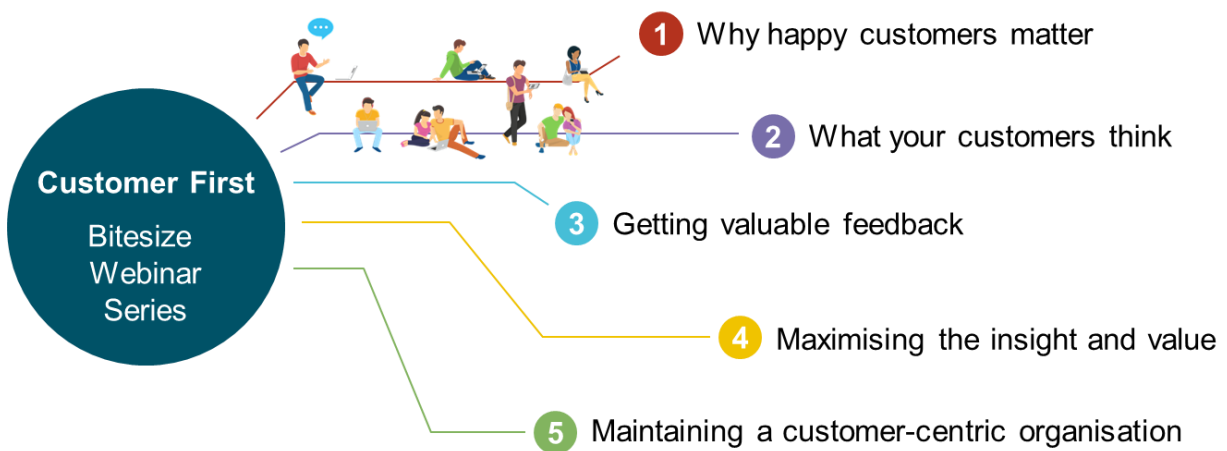 1 Why happy customers matter
2 What your customers think
Customer First
Bitesize
Webinar
Series
3 Getting valuable feedback
4 Maximising the insight and value
5 Maintaining a customer-centric organisation